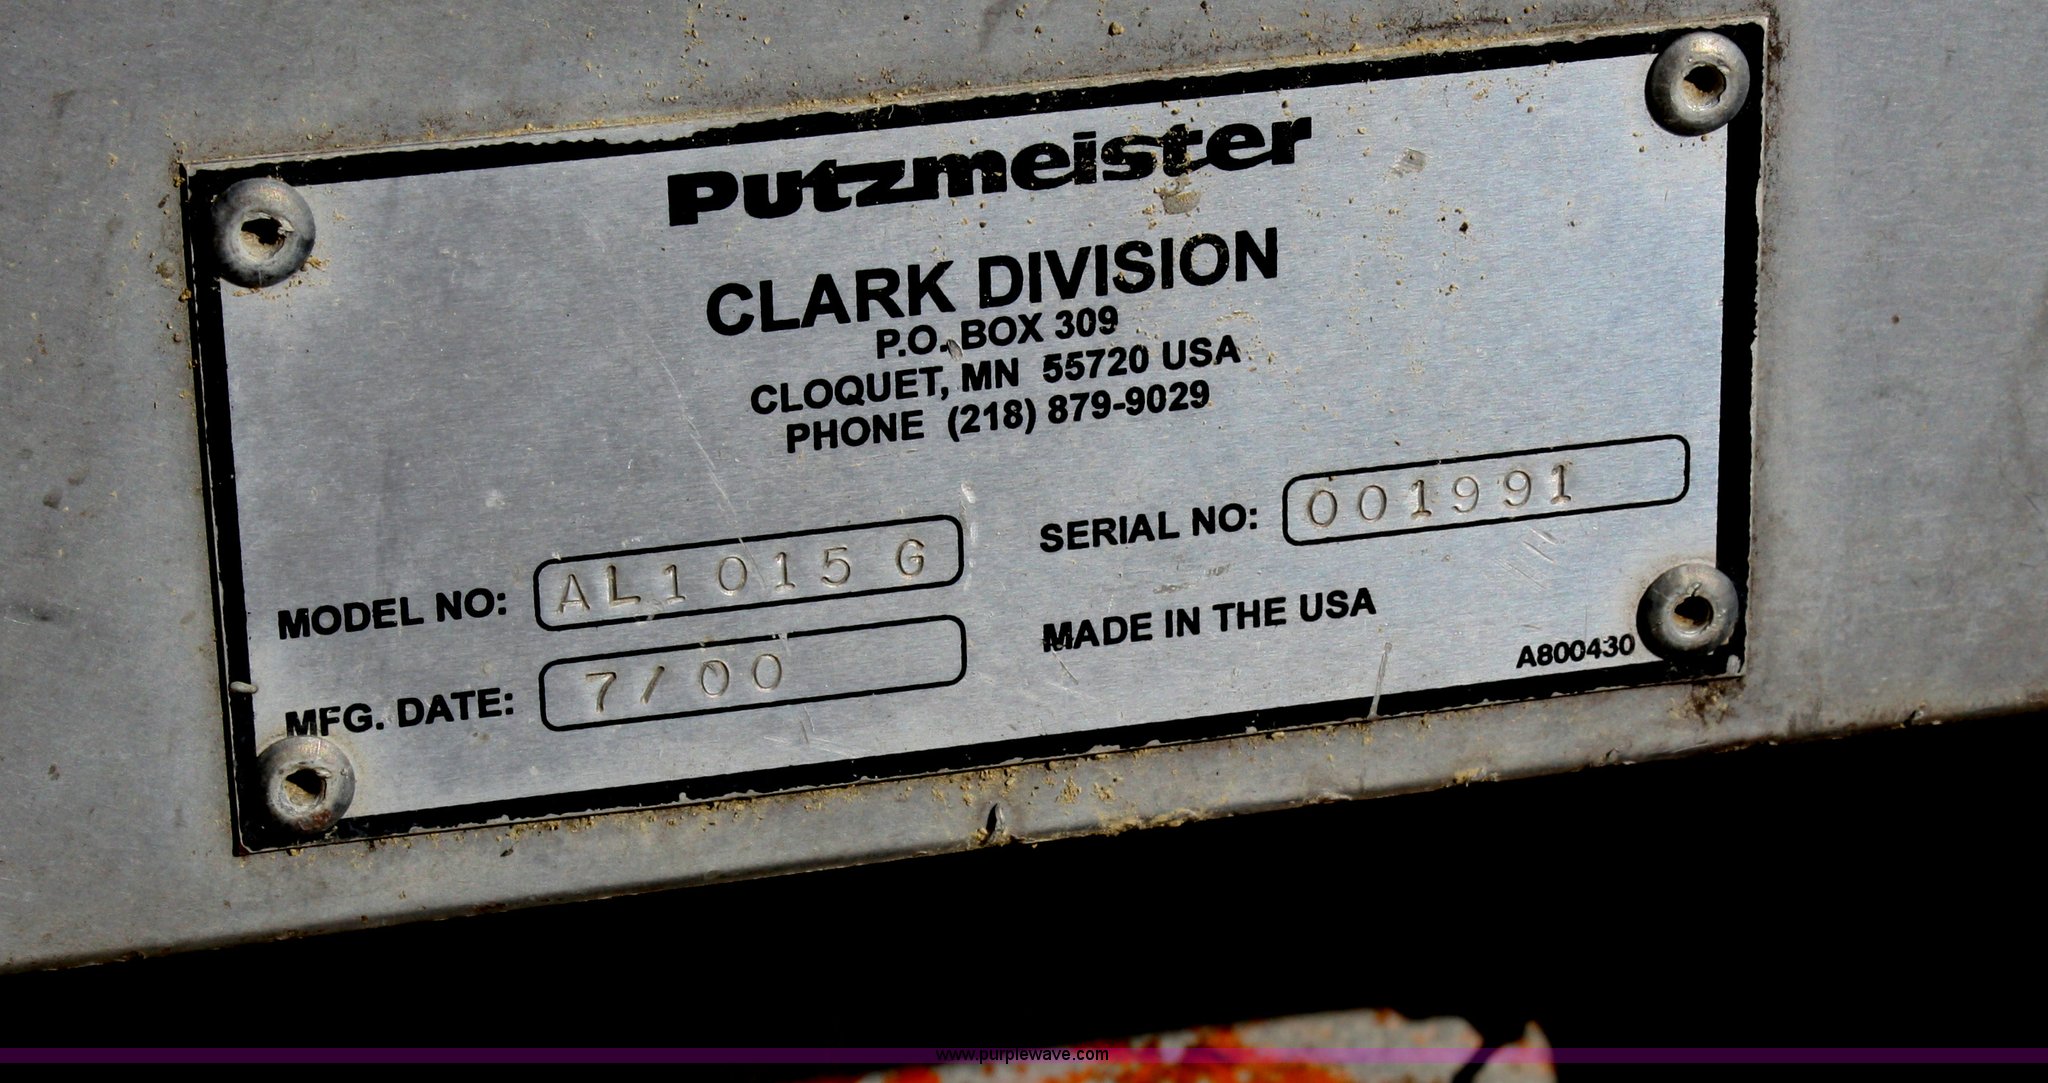 Putzmeister
CLARK DIVISION
P.O. BOX 309
CLOQUET, MN 55720 USA
PHONE (218) 879-9029
MODEL NO: AL1015 G
SERIAL NO: 001991
MFG. DATE: 7/00
MADE IN THE USA
A800430
www.purplewave.com